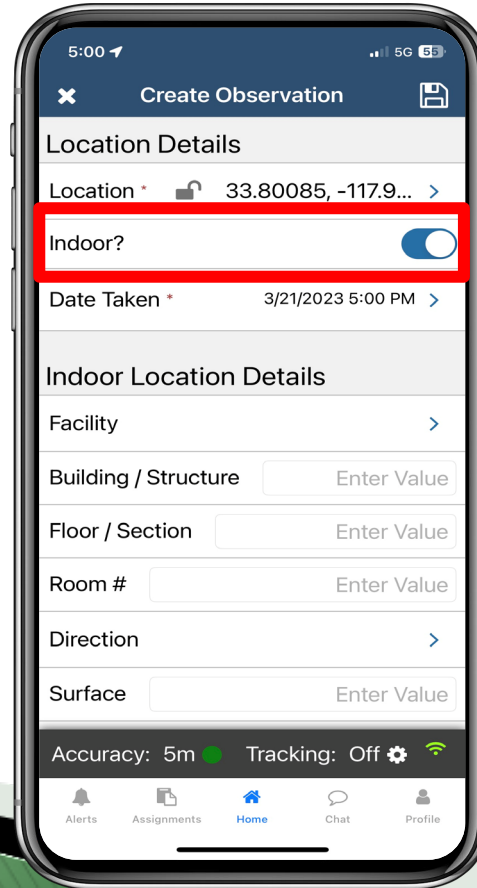 5:00 5G 55
Create Observation
Location Details
Location * 33.80085, -117.9... >
Indoor?
Date Taken * 3/21/2023 5:00 PM >
Indoor Location Details
Facility >
Building / Structure Enter Value
Floor / Section Enter Value
Room # Enter Value
Direction >
Surface Enter Value
Accuracy: 5m Tracking: Off
Alerts Assignments Home Chat Profile